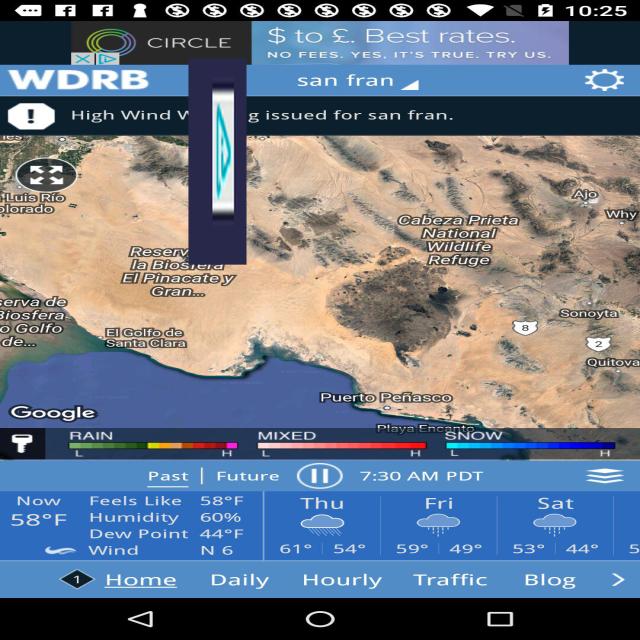 10:25
CIRCLE
$ to £. Best rates.
NO FEES. YES, IT'S TRUE. TRY US.
WDRB
san fran
High Wind W g issued for san fran.
Luis Río
olorado
Ajo
Why
Cabeza Prieta
National
Wildlife
Refuge
Reserv
la Biosfera
El Pinacate y
Gran...
serva de
Biosfera
o Golfo
de...
El Golfo de
Santa Clara
8
Sonoyta
2
Quitova
Puerto Peñasco
Playa Encanto
Google
RAIN
L H
MIXED
L H
SNOW
L H
Past | Future 7:30 AM PDT
Now
58°F
Feels Like 58°F
Humidity 60%
Dew Point 44°F
Wind N 6
Thu
61° 54°
Fri
59° 49°
Sat
53° 44°
5
1 Home Daily Hourly Traffic Blog >